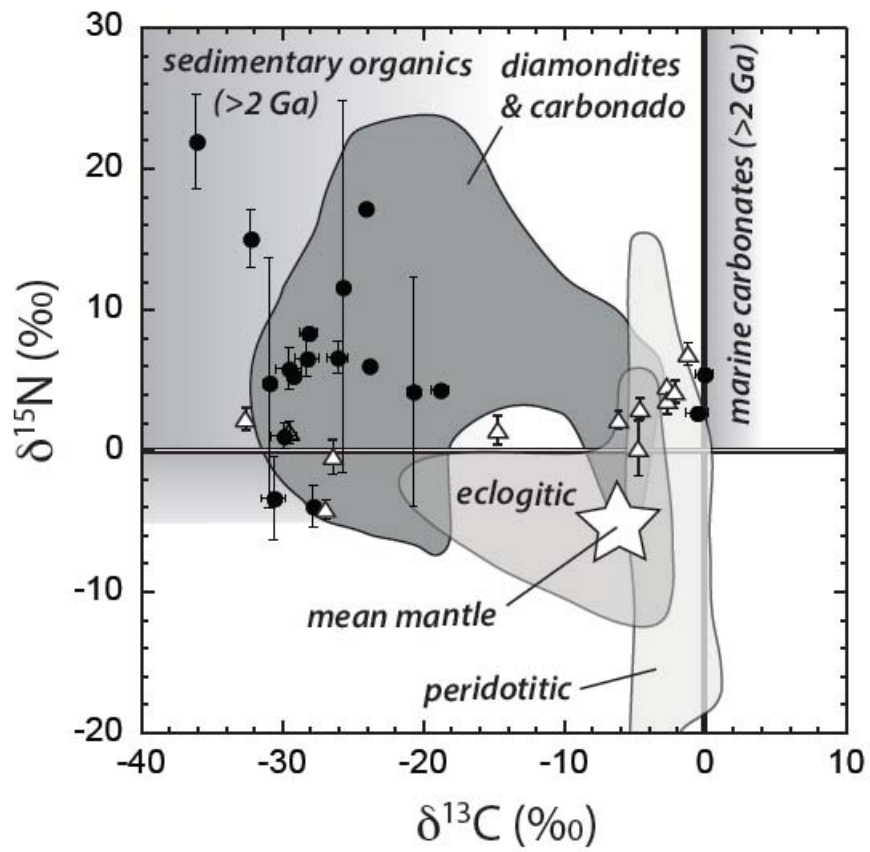 30
20
10
0
-10
-20
-40
-30
-20
-10
0
10
δ15N (‰)
δ13C (‰)
sedimentary organics
(>2 Ga)
diamondites
& carbonado
marine carbonates (>2 Ga)
eclogitic
mean mantle
peridotitic